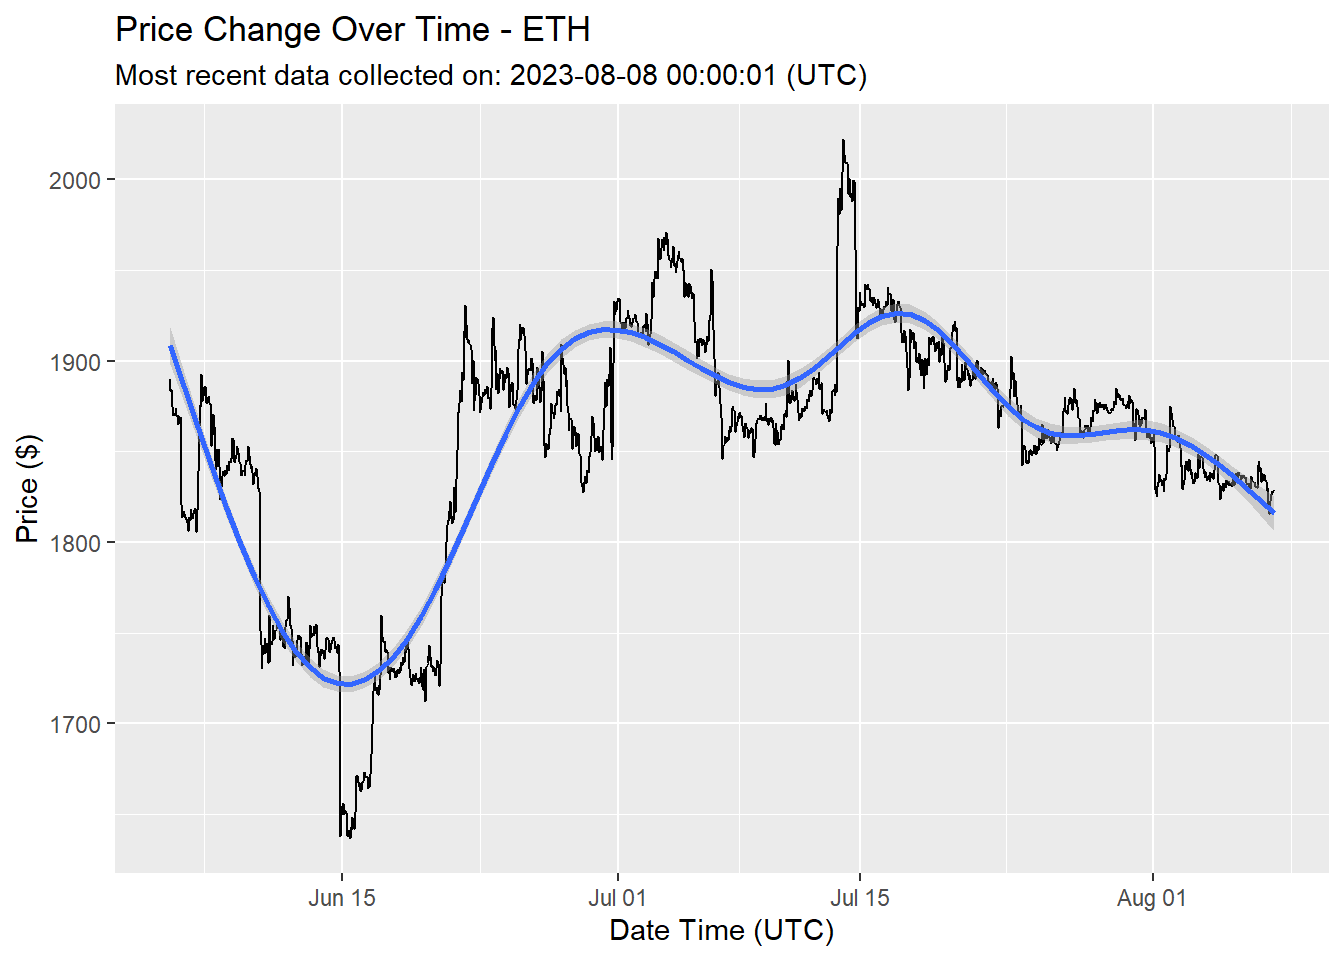 Price Change Over Time - ETH
Most recent data collected on: 2023-08-08 00:00:01 (UTC)
2000
1900
1800
1700
Price ($)
Jun 15
Jul 01
Jul 15
Aug 01
Date Time (UTC)